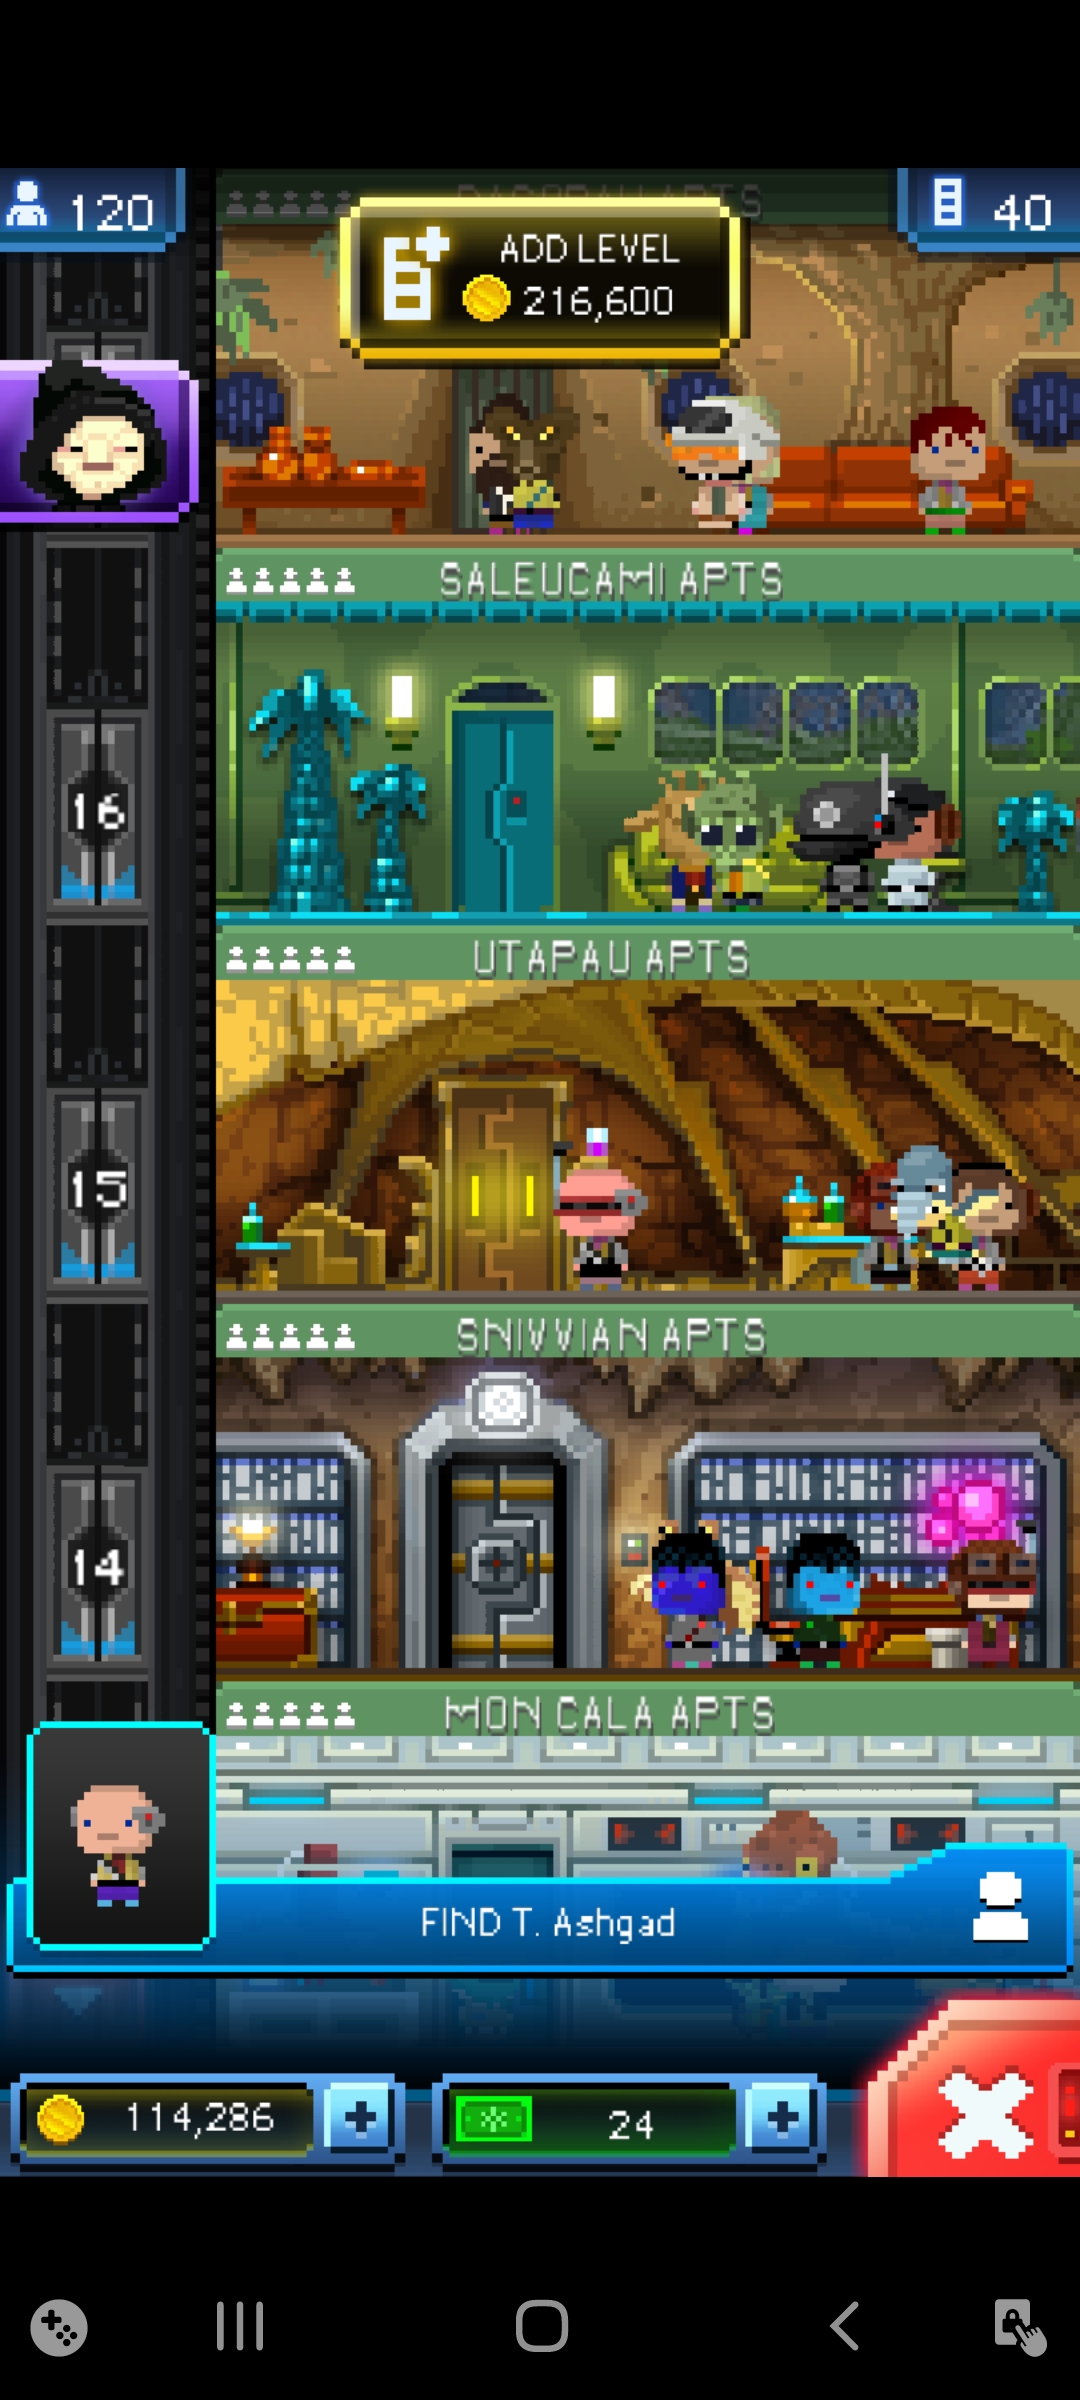 120
40
ADD LEVEL
216,600
SALEUCAMI APTS
16
UTAPAU APTS
15
SNIVVIAN APTS
14
MON CALA APTS
FIND T. Ashgad
114,286
24